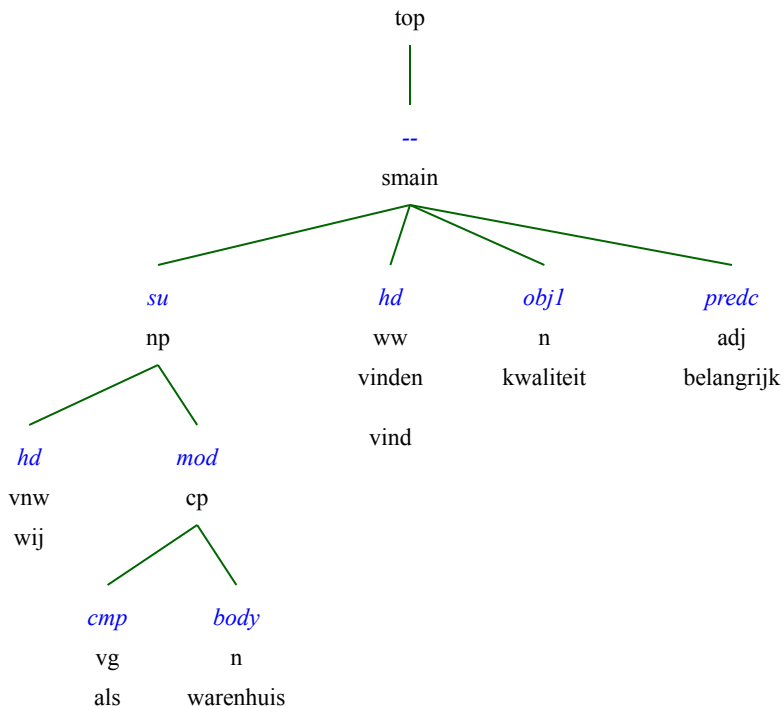 top
--
smain
su hd obj1 predc
np ww n adj
vinden kwaliteit belangrijk
hd mod vind
vnw cp
wij
cmp body
vg n
als warenhuis